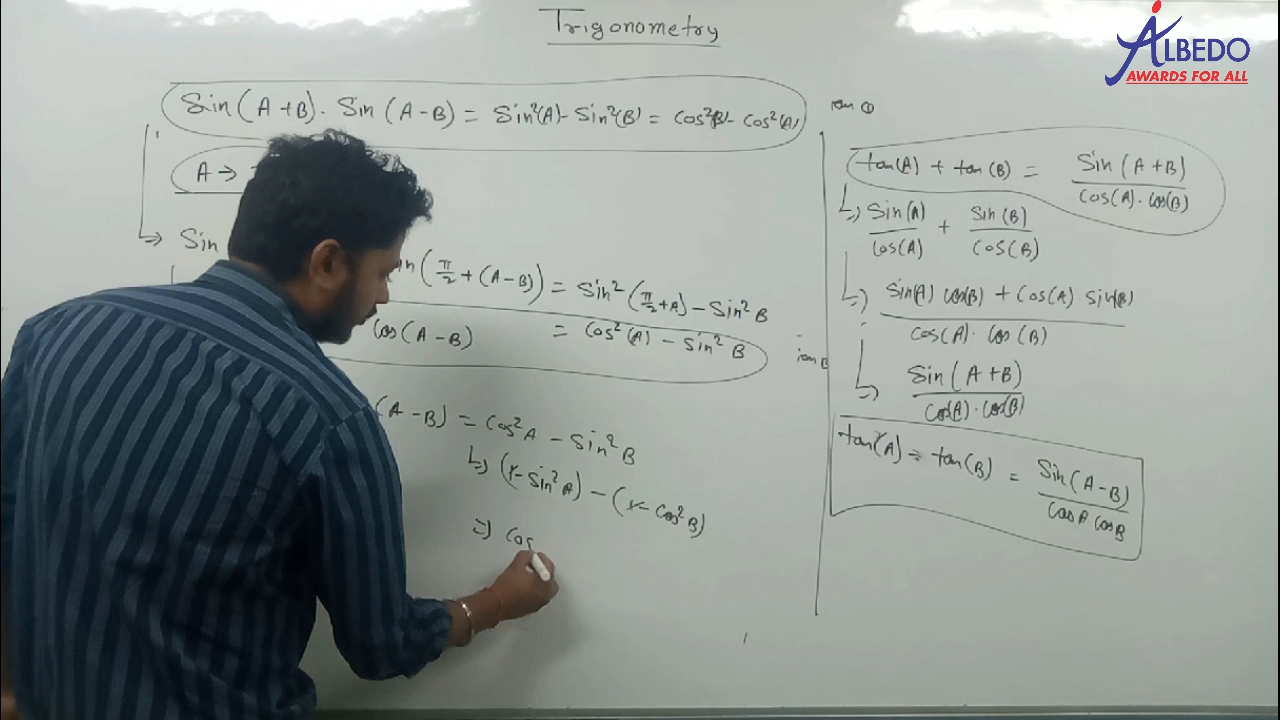 Trigonometry
ALBEDO
AWARDS FOR ALL
Sin(A+B) · Sin(A-B) = Sin²(A) - Sin²(B) = Cos²(B) - Cos²(A)
A →
Sin
(π/2 + (A-B)) = Sin²(π/2 + A) - Sin²B
Cos(A-B) = Cos²(A) - Sin²B
(A-B) = Cos²A - Sin²B
↳ (1 - Sin²A) - (1 - Cos²B)
⇒ Cos
tan(A) + tan(B) = Sin(A+B) / Cos(A) · Cos(B)
↳ Sin(A) / Cos(A) + Sin(B) / Cos(B)
↳ Sin(A) Cos(B) + Cos(A) · Sin(B) / Cos(A) · Cos(B)
↳ Sin(A+B) / Cos(A) · Cos(B)
tan(A) - tan(B) = Sin(A-B) / CosA · CosB